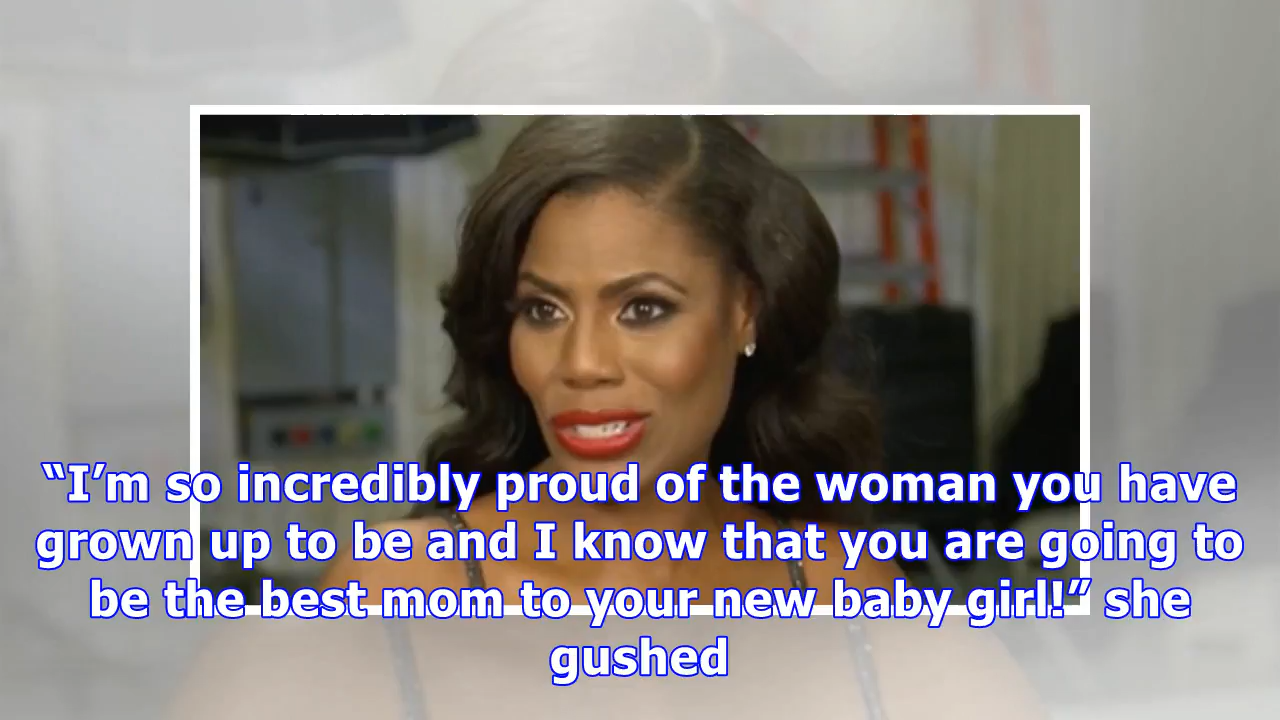 “I’m so incredibly proud of the woman you have
grown up to be and I know that you are going to
be the best mom to your new baby girl!” she
gushed